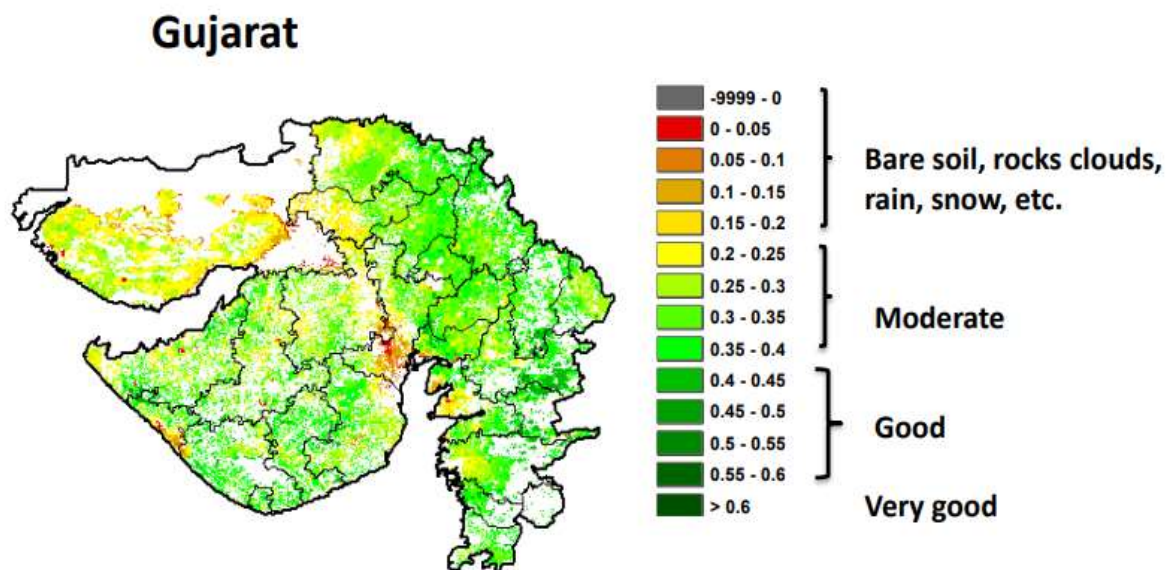 Gujarat
-9999 - 0
0 - 0.05
0.05 - 0.1
0.1 - 0.15
0.15 - 0.2
0.2 - 0.25
0.25 - 0.3
0.3 - 0.35
0.35 - 0.4
0.4 - 0.45
0.45 - 0.5
0.5 - 0.55
0.55 - 0.6
> 0.6
Bare soil, rocks clouds,
rain, snow, etc.
Moderate
Good
Very good